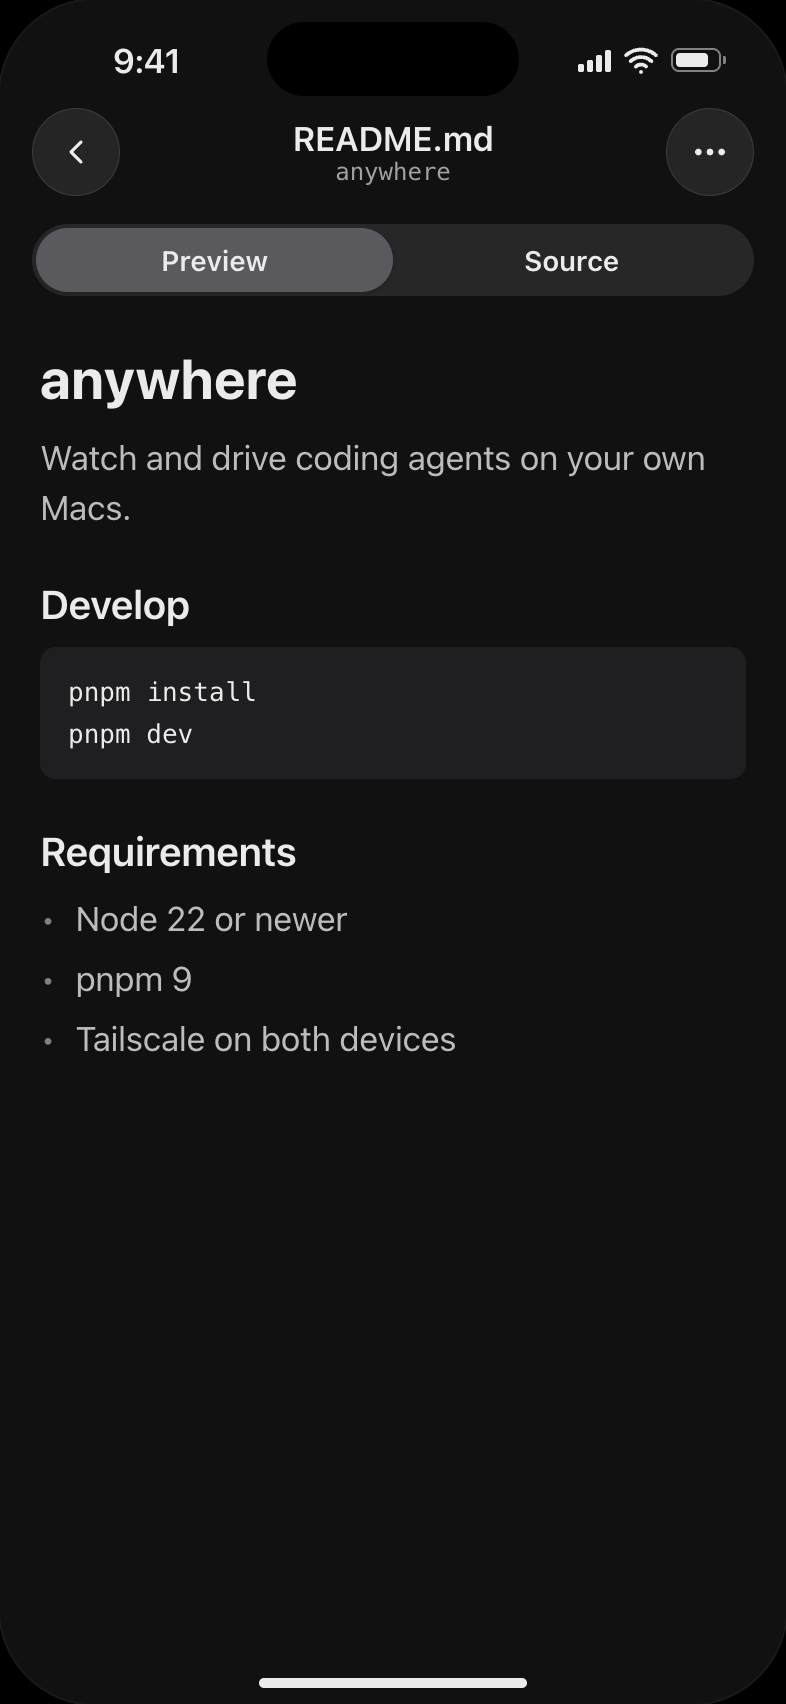 9:41
README.md
anywhere
Preview
Source
anywhere
Watch and drive coding agents on your own
Macs.
Develop
pnpm install
pnpm dev
Requirements
• Node 22 or newer
• pnpm 9
• Tailscale on both devices